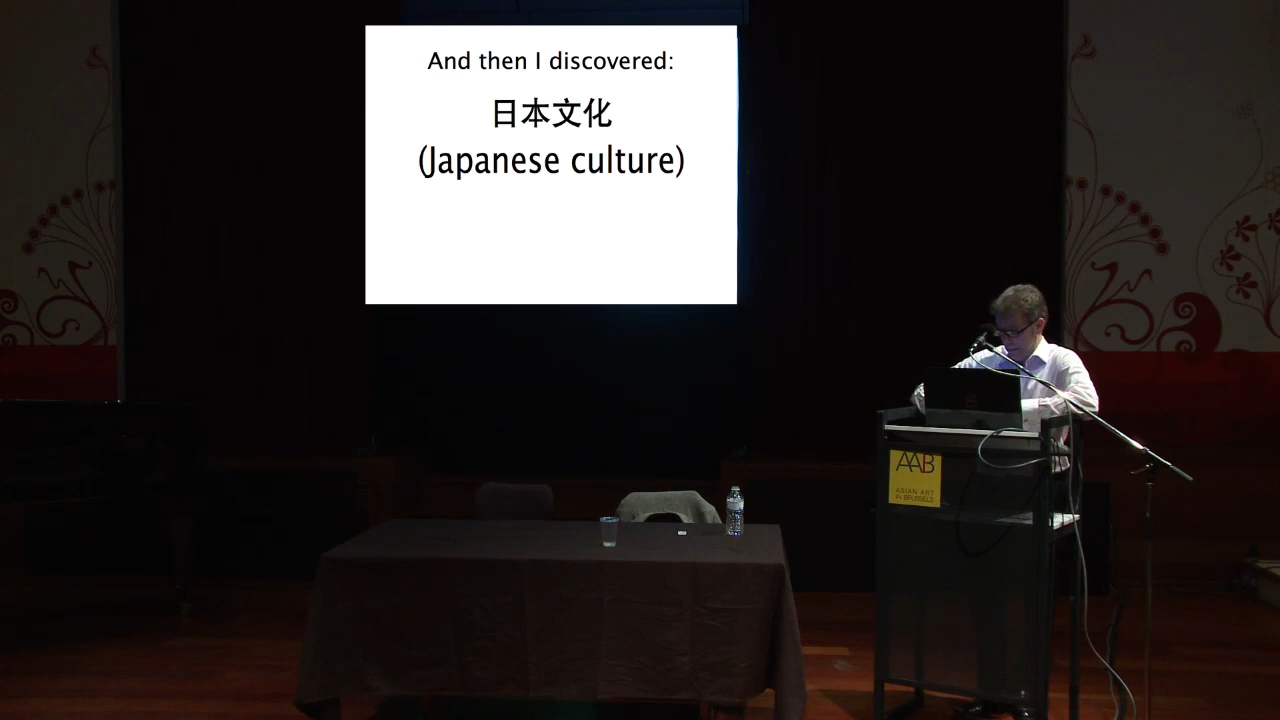 And then I discovered:
日本文化
(Japanese culture)
AAB
ASIAN ART
IN BRUSSELS